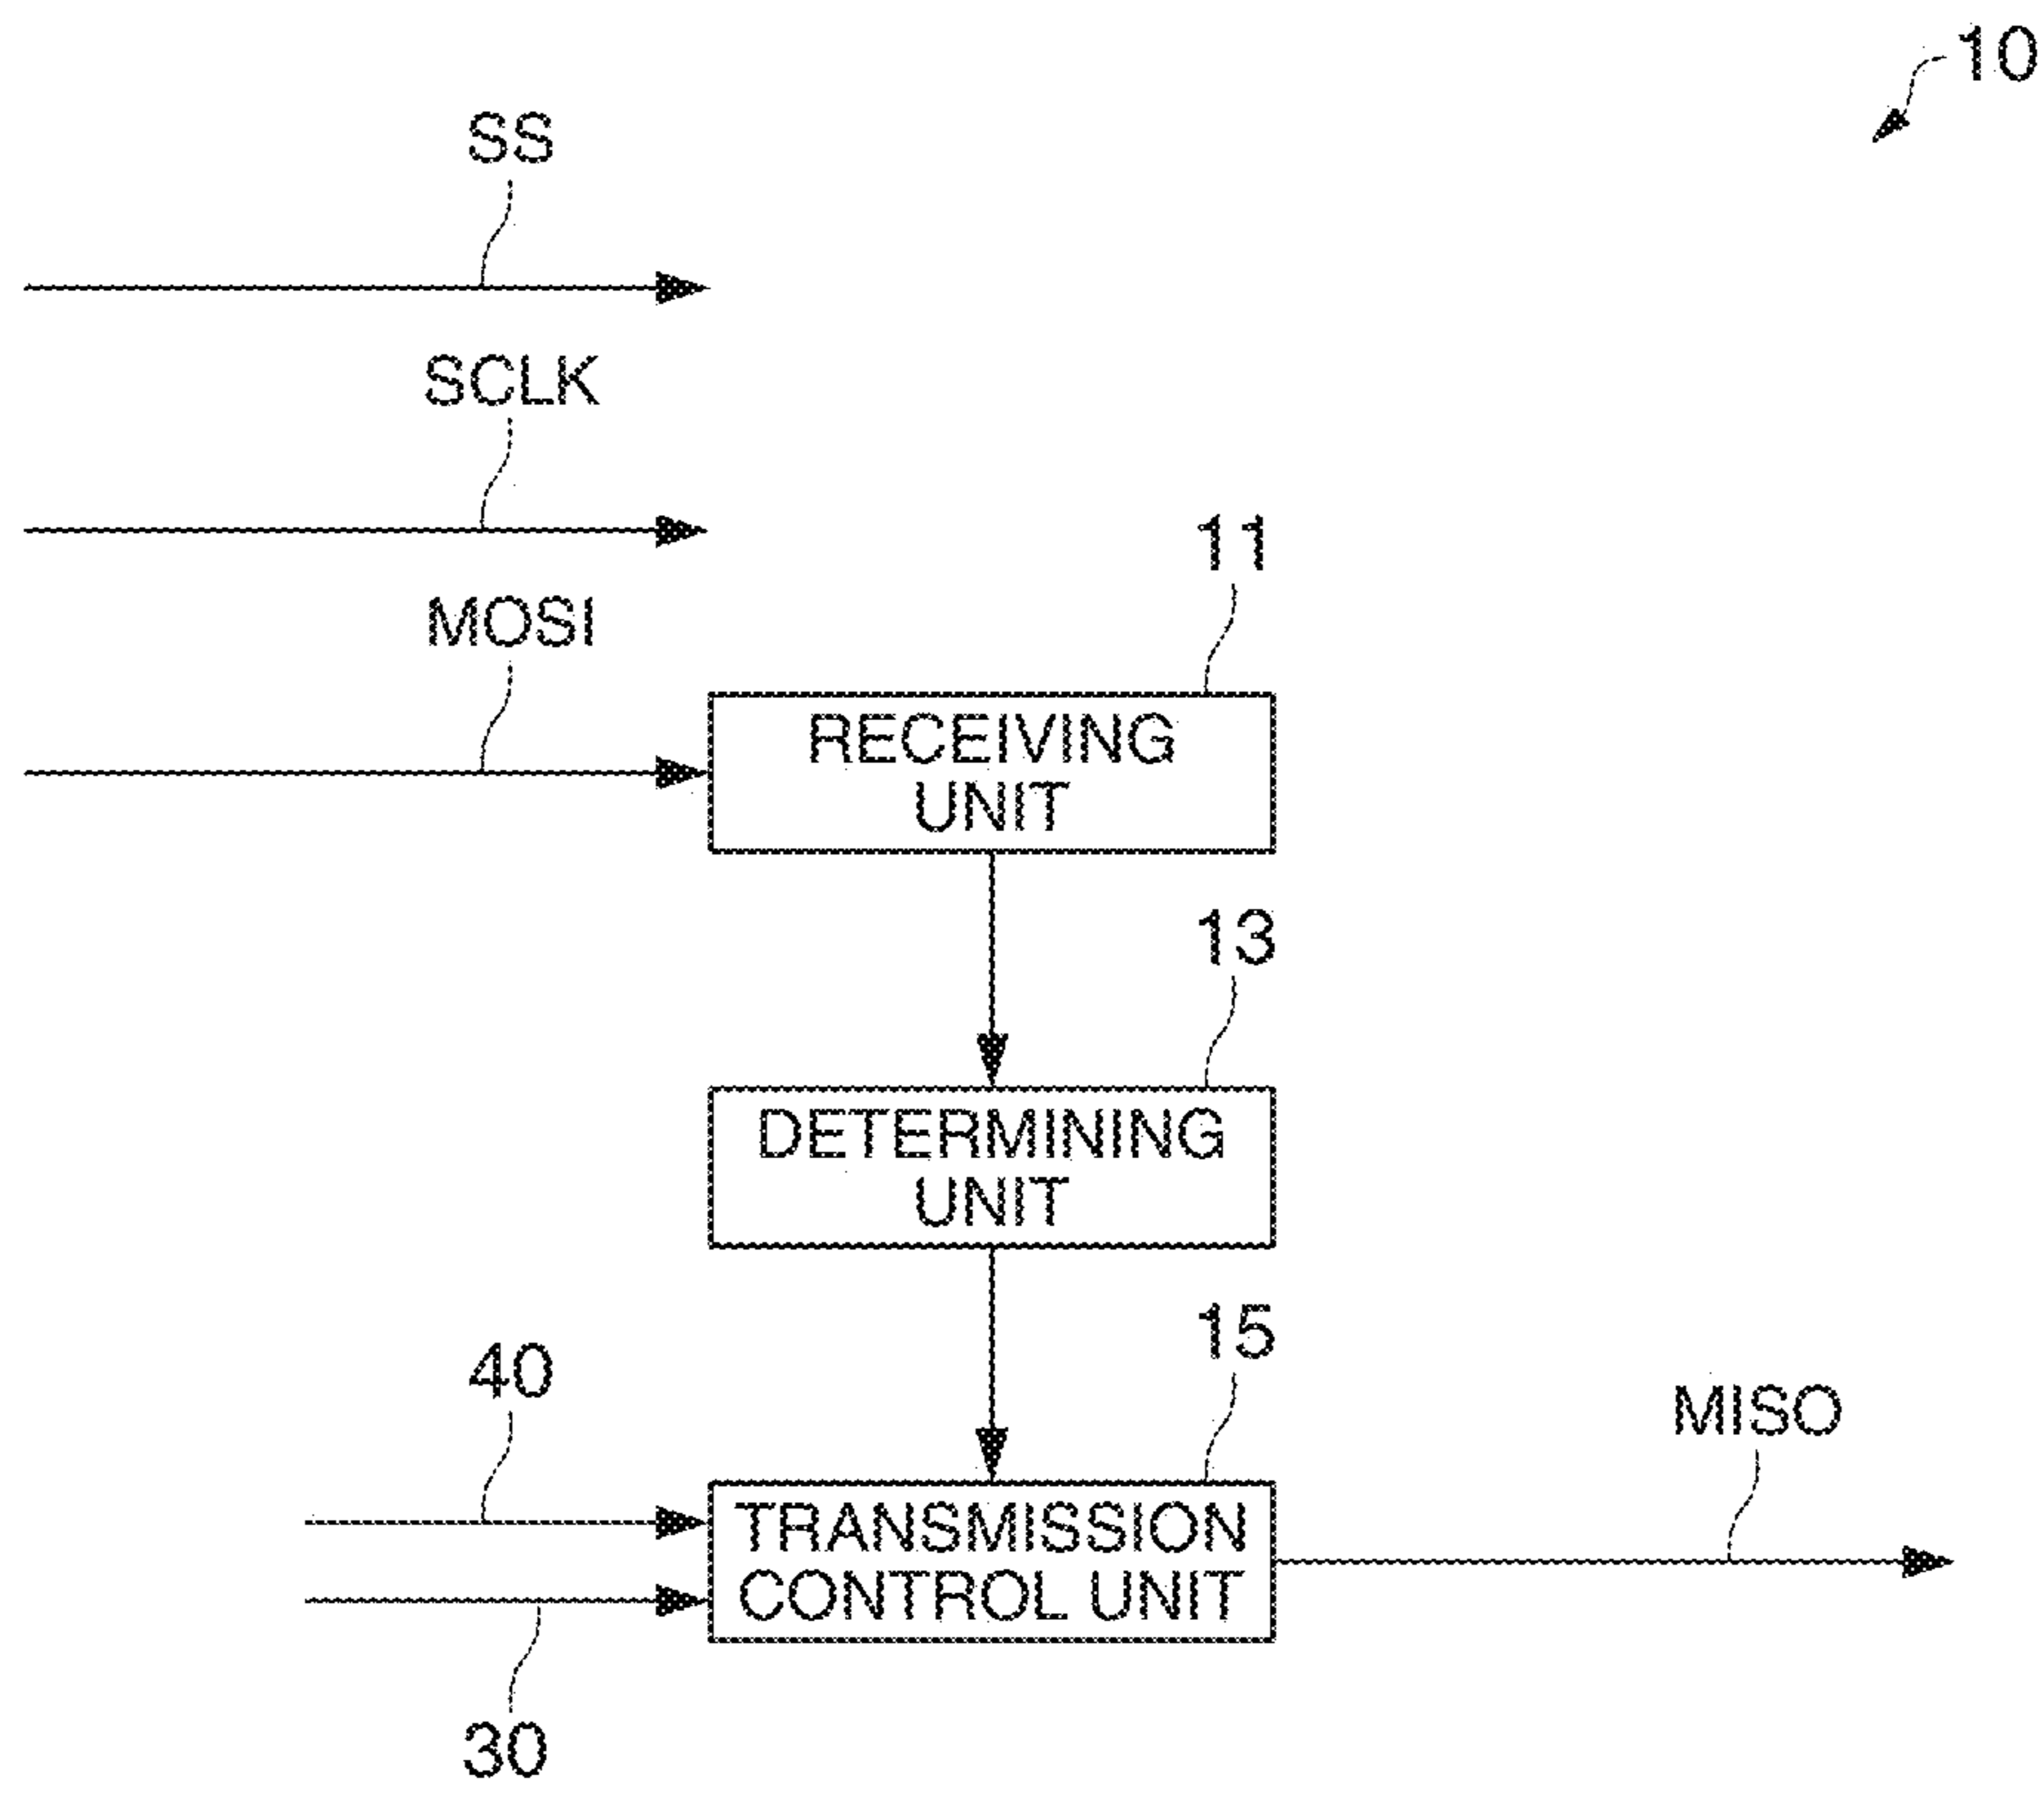 10
SS
SCLK
MOSI
11
RECEIVING
UNIT
13
DETERMINING
UNIT
15
40
MISO
TRANSMISSION
CONTROL UNIT
30